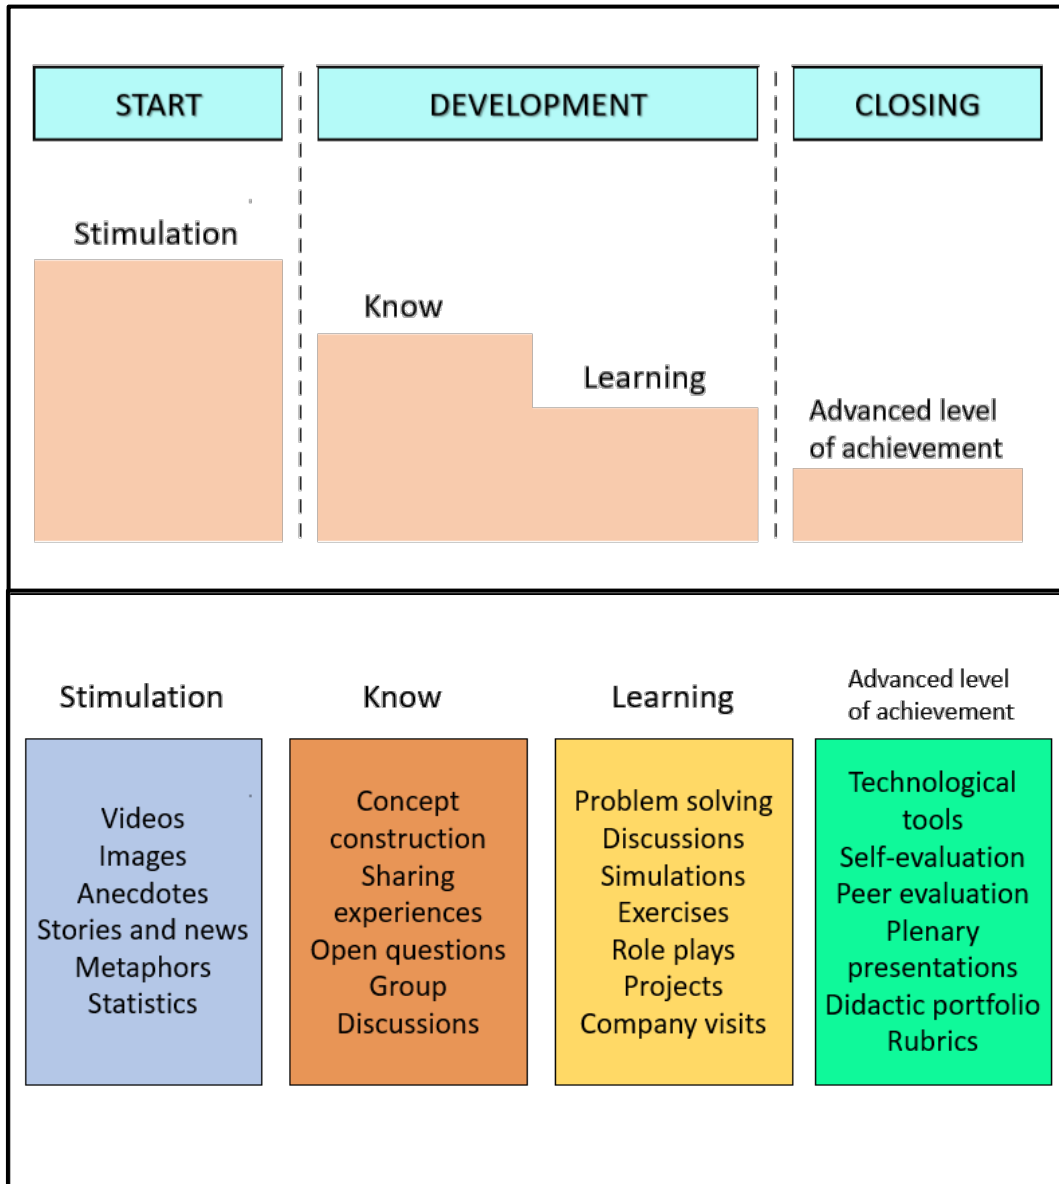 START
DEVELOPMENT
CLOSING
Stimulation
Know
Learning
Advanced level
of achievement
Stimulation
Know
Learning
Advanced level
of achievement
Videos
Images
Anecdotes
Stories and news
Metaphors
Statistics
Concept
construction
Sharing
experiences
Open questions
Group
Discussions
Problem solving
Discussions
Simulations
Exercises
Role plays
Projects
Company visits
Technological
tools
Self-evaluation
Peer evaluation
Plenary
presentations
Didactic portfolio
Rubrics